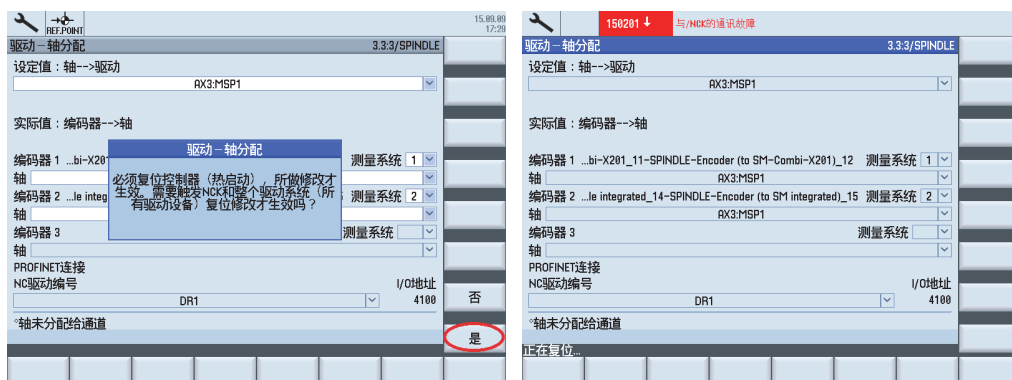 REF.POINT
15.09.09
17:29
驱动－轴分配 3.3:3/SPINDLE
设定值：轴-->驱动
AX3:MSP1
实际值：编码器-->轴
编码器 1 ...bi-X201 测量系统 1
轴
编码器 2 ...le integ 测量系统 2
轴
编码器 3 测量系统
轴
驱动－轴分配
必须复位控制器（热启动），所做修改才
生效。需要触发NCK和整个驱动系统（所
有驱动设备）复位修改才生效吗？
PROFINET连接
NC驱动编号 I/O地址
DR1 4100
°轴未分配给通道
否
是
150201 ↓ 与/NCK的通讯故障
驱动－轴分配 3.3:3/SPINDLE
设定值：轴-->驱动
AX3:MSP1
实际值：编码器-->轴
编码器 1 ...bi-X201_11-SPINDLE-Encoder (to SM-Combi-X201)_12 测量系统 1
轴 AX3:MSP1
编码器 2 ...le integrated_14-SPINDLE-Encoder (to SM integrated)_15 测量系统 2
轴 AX3:MSP1
编码器 3 测量系统
轴
PROFINET连接
NC驱动编号 I/O地址
DR1 4100
°轴未分配给通道
正在复位...